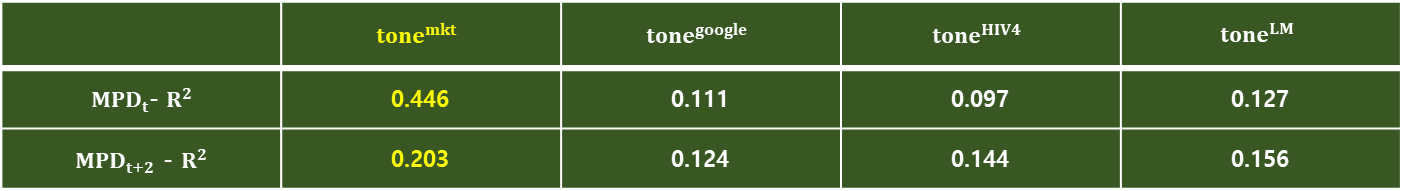 tone^mkt tone^google tone^HIV4 tone^LM
MPD_t- R^2 0.446 0.111 0.097 0.127
MPD_t+2 - R^2 0.203 0.124 0.144 0.156